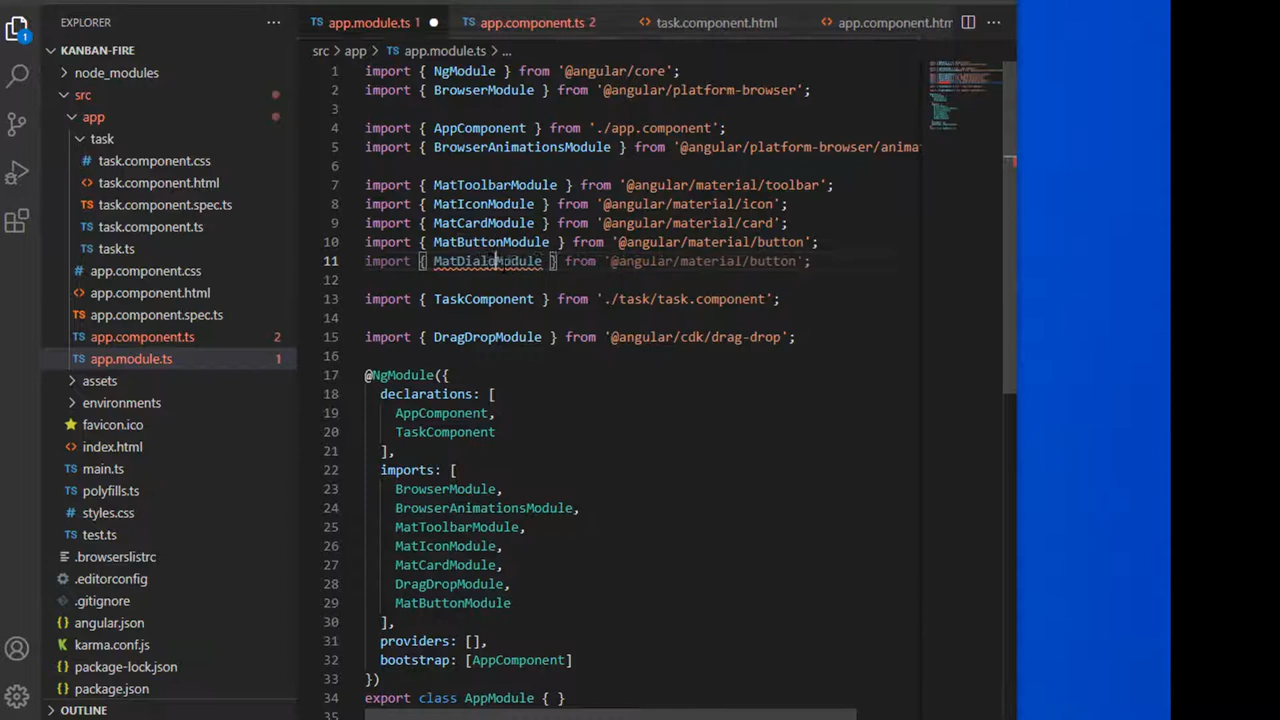 EXPLORER
KANBAN-FIRE
node_modules
src
app
task
task.component.css
task.component.html
task.component.spec.ts
task.component.ts
task.ts
app.component.css
app.component.html
app.component.spec.ts
app.component.ts 2
app.module.ts 1
assets
environments
favicon.ico
index.html
main.ts
polyfills.ts
styles.css
test.ts
.browserslistrc
.editorconfig
.gitignore
angular.json
karma.conf.js
package-lock.json
package.json
OUTLINE
1
TS app.module.ts 1 TS app.component.ts 2 task.component.html app.component.htm
src > app > TS app.module.ts > ...
1 import { NgModule } from '@angular/core';
2 import { BrowserModule } from '@angular/platform-browser';
3
4 import { AppComponent } from './app.component';
5 import { BrowserAnimationsModule } from '@angular/platform-browser/anima
6
7 import { MatToolbarModule } from '@angular/material/toolbar';
8 import { MatIconModule } from '@angular/material/icon';
9 import { MatCardModule } from '@angular/material/card';
10 import { MatButtonModule } from '@angular/material/button';
11 import { MatDialogModule } from '@angular/material/button';
12
13 import { TaskComponent } from './task/task.component';
14
15 import { DragDropModule } from '@angular/cdk/drag-drop';
16
17 @NgModule({
18 declarations: [
19 AppComponent,
20 TaskComponent
21 ],
22 imports: [
23 BrowserModule,
24 BrowserAnimationsModule,
25 MatToolbarModule,
26 MatIconModule,
27 MatCardModule,
28 DragDropModule,
29 MatButtonModule
30 ],
31 providers: [],
32 bootstrap: [AppComponent]
33 })
34 export class AppModule { }
35